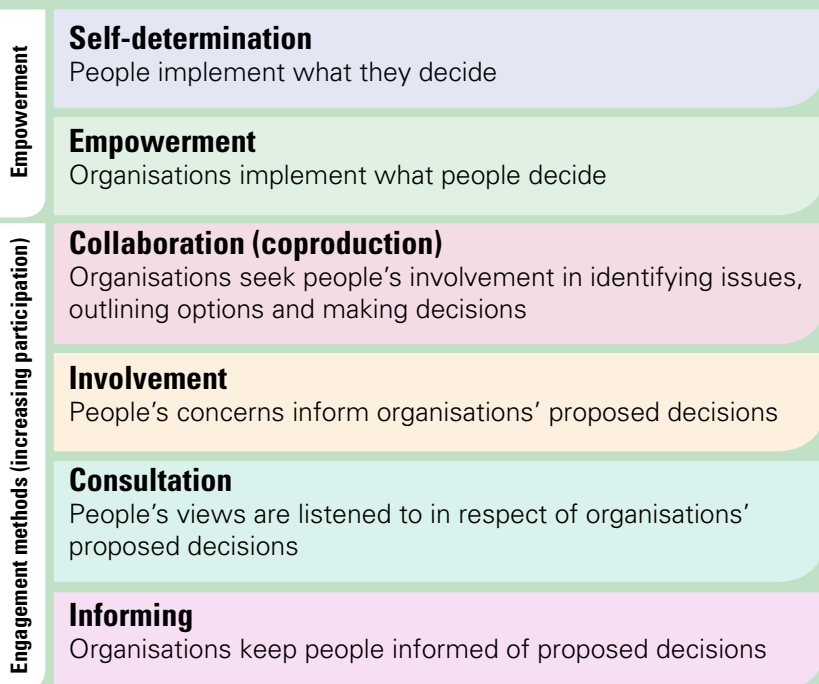 Empowerment
Self-determination
People implement what they decide
Empowerment
Organisations implement what people decide
Engagement methods (increasing participation)
Collaboration (coproduction)
Organisations seek people's involvement in identifying issues,
outlining options and making decisions
Involvement
People's concerns inform organisations' proposed decisions
Consultation
People's views are listened to in respect of organisations'
proposed decisions
Informing
Organisations keep people informed of proposed decisions